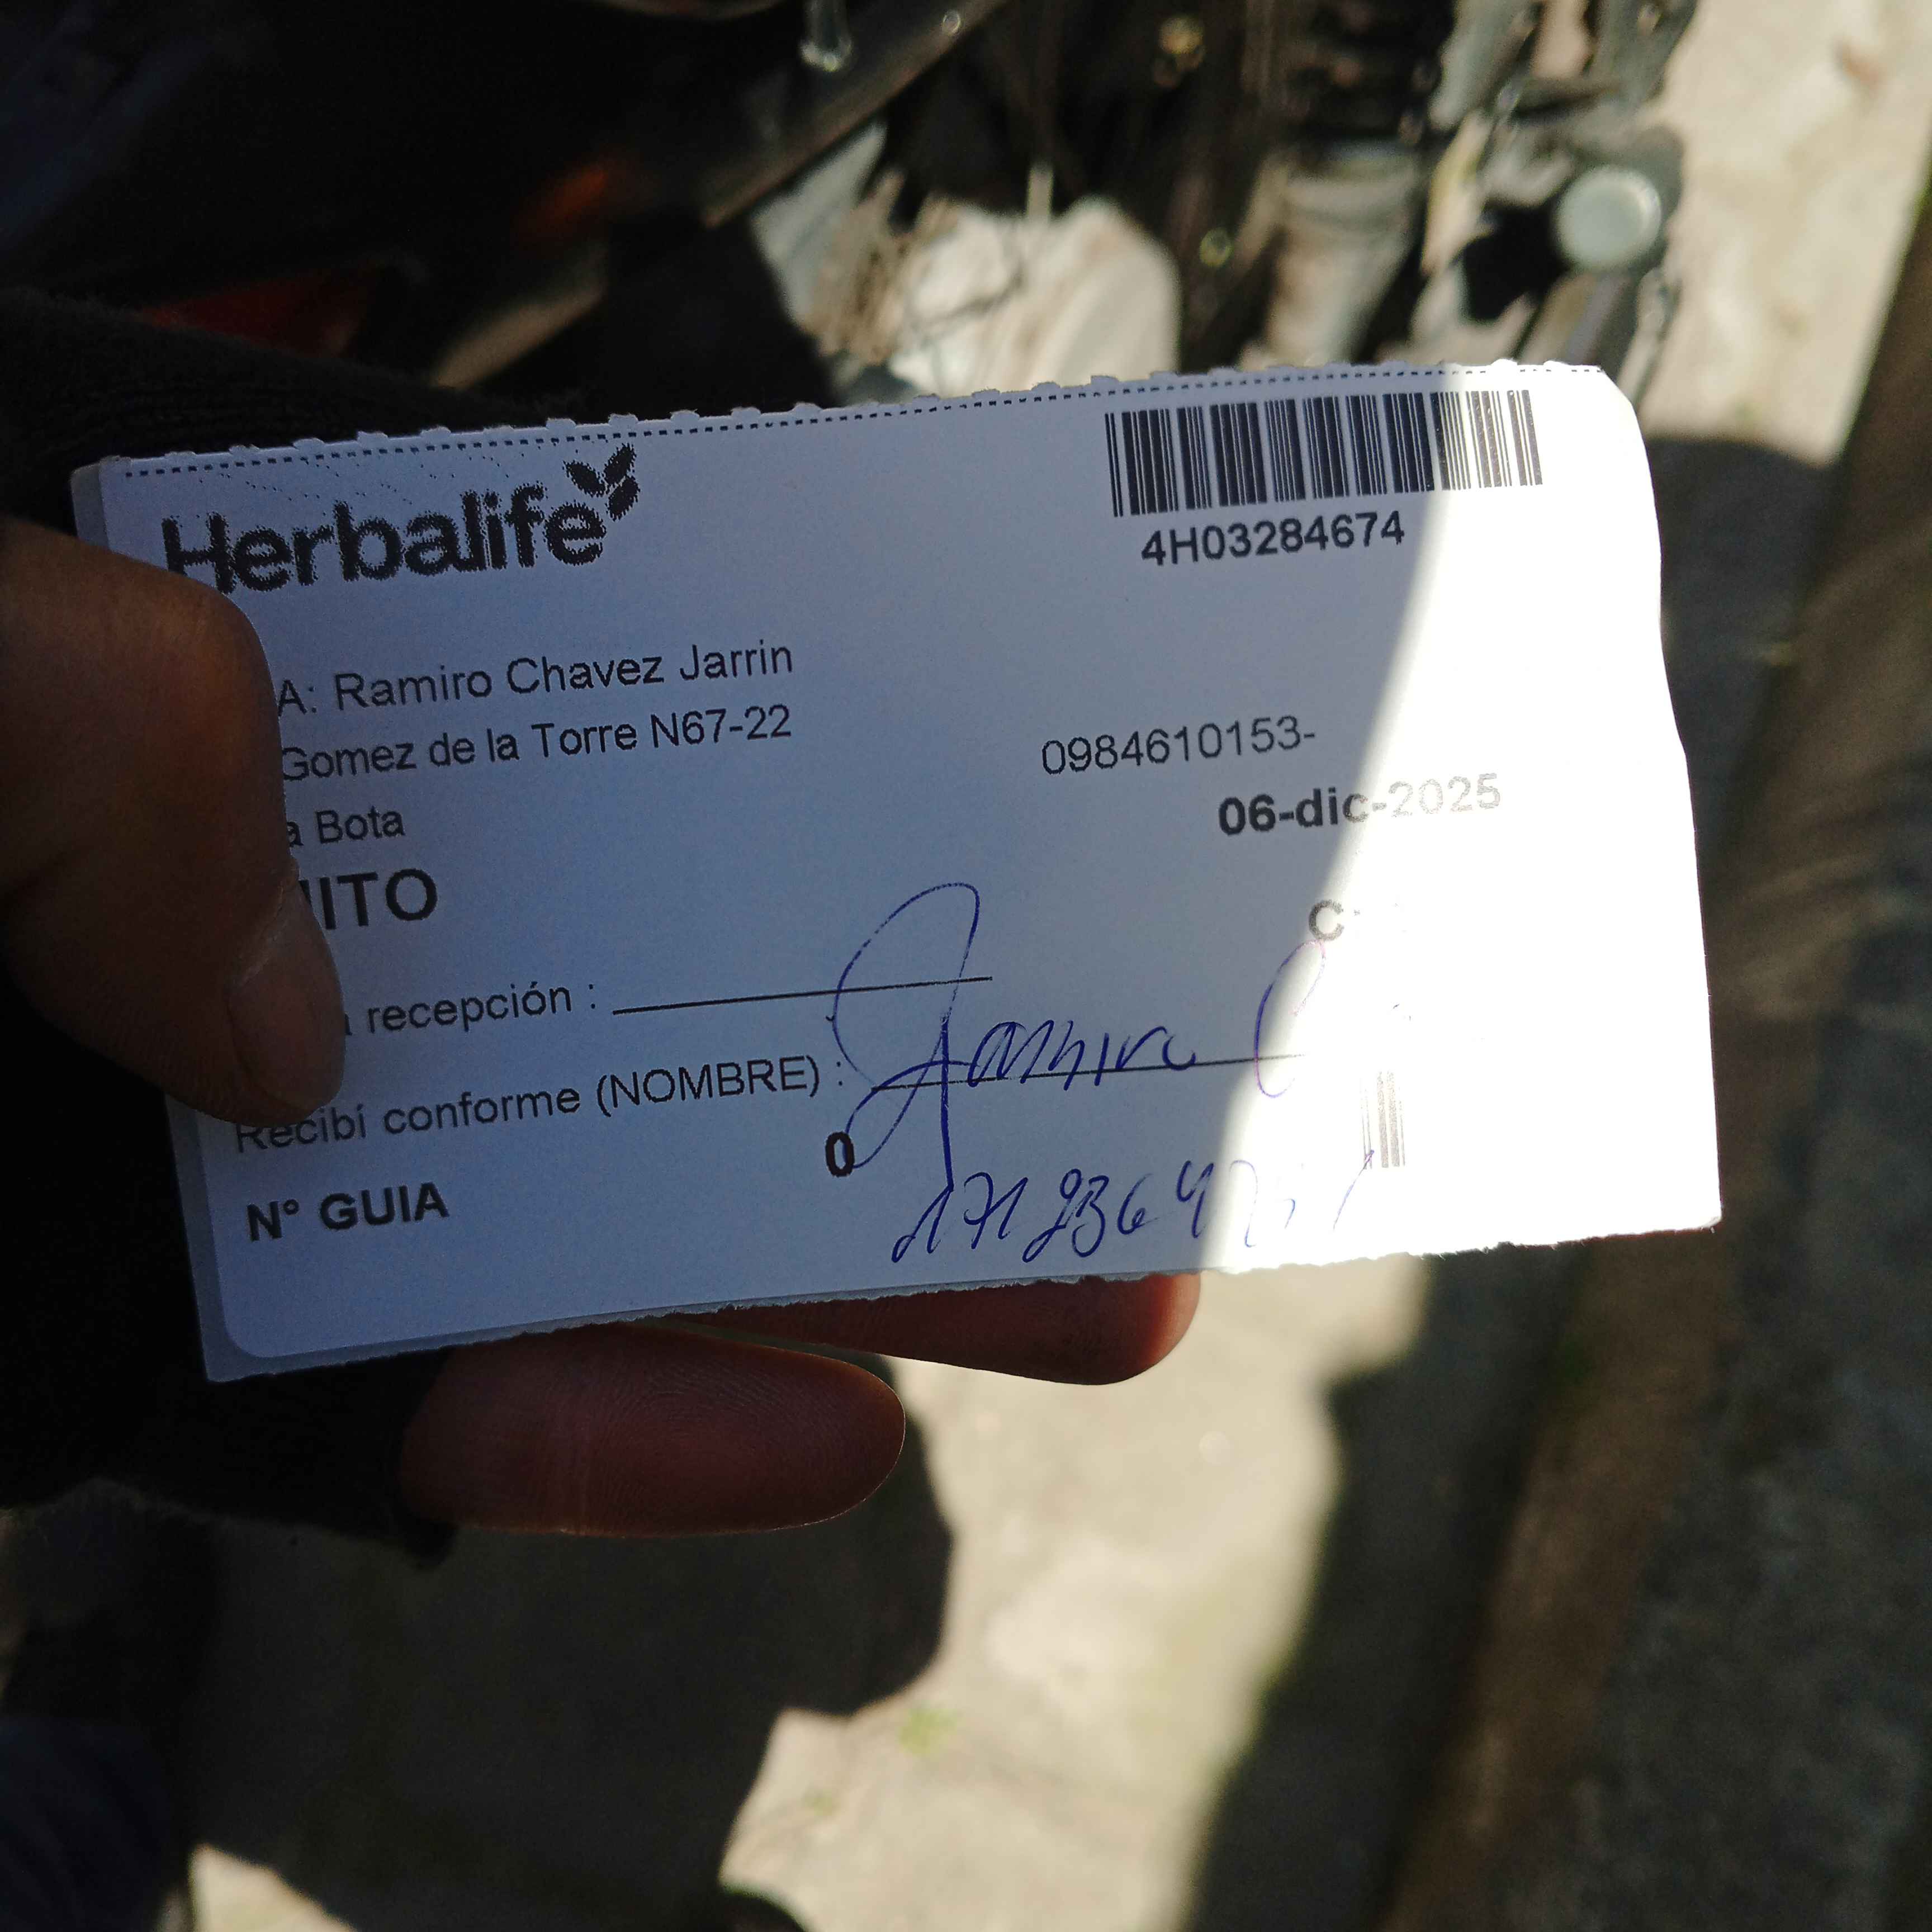 Herbalife
4H03284674
A: Ramiro Chavez Jarrin
Gomez de la Torre N67-22
0984610153-
a Bota
06-dic-2025
ITO
recepción :
Recibí conforme (NOMBRE) : Ramiro C
0
N° GUIA